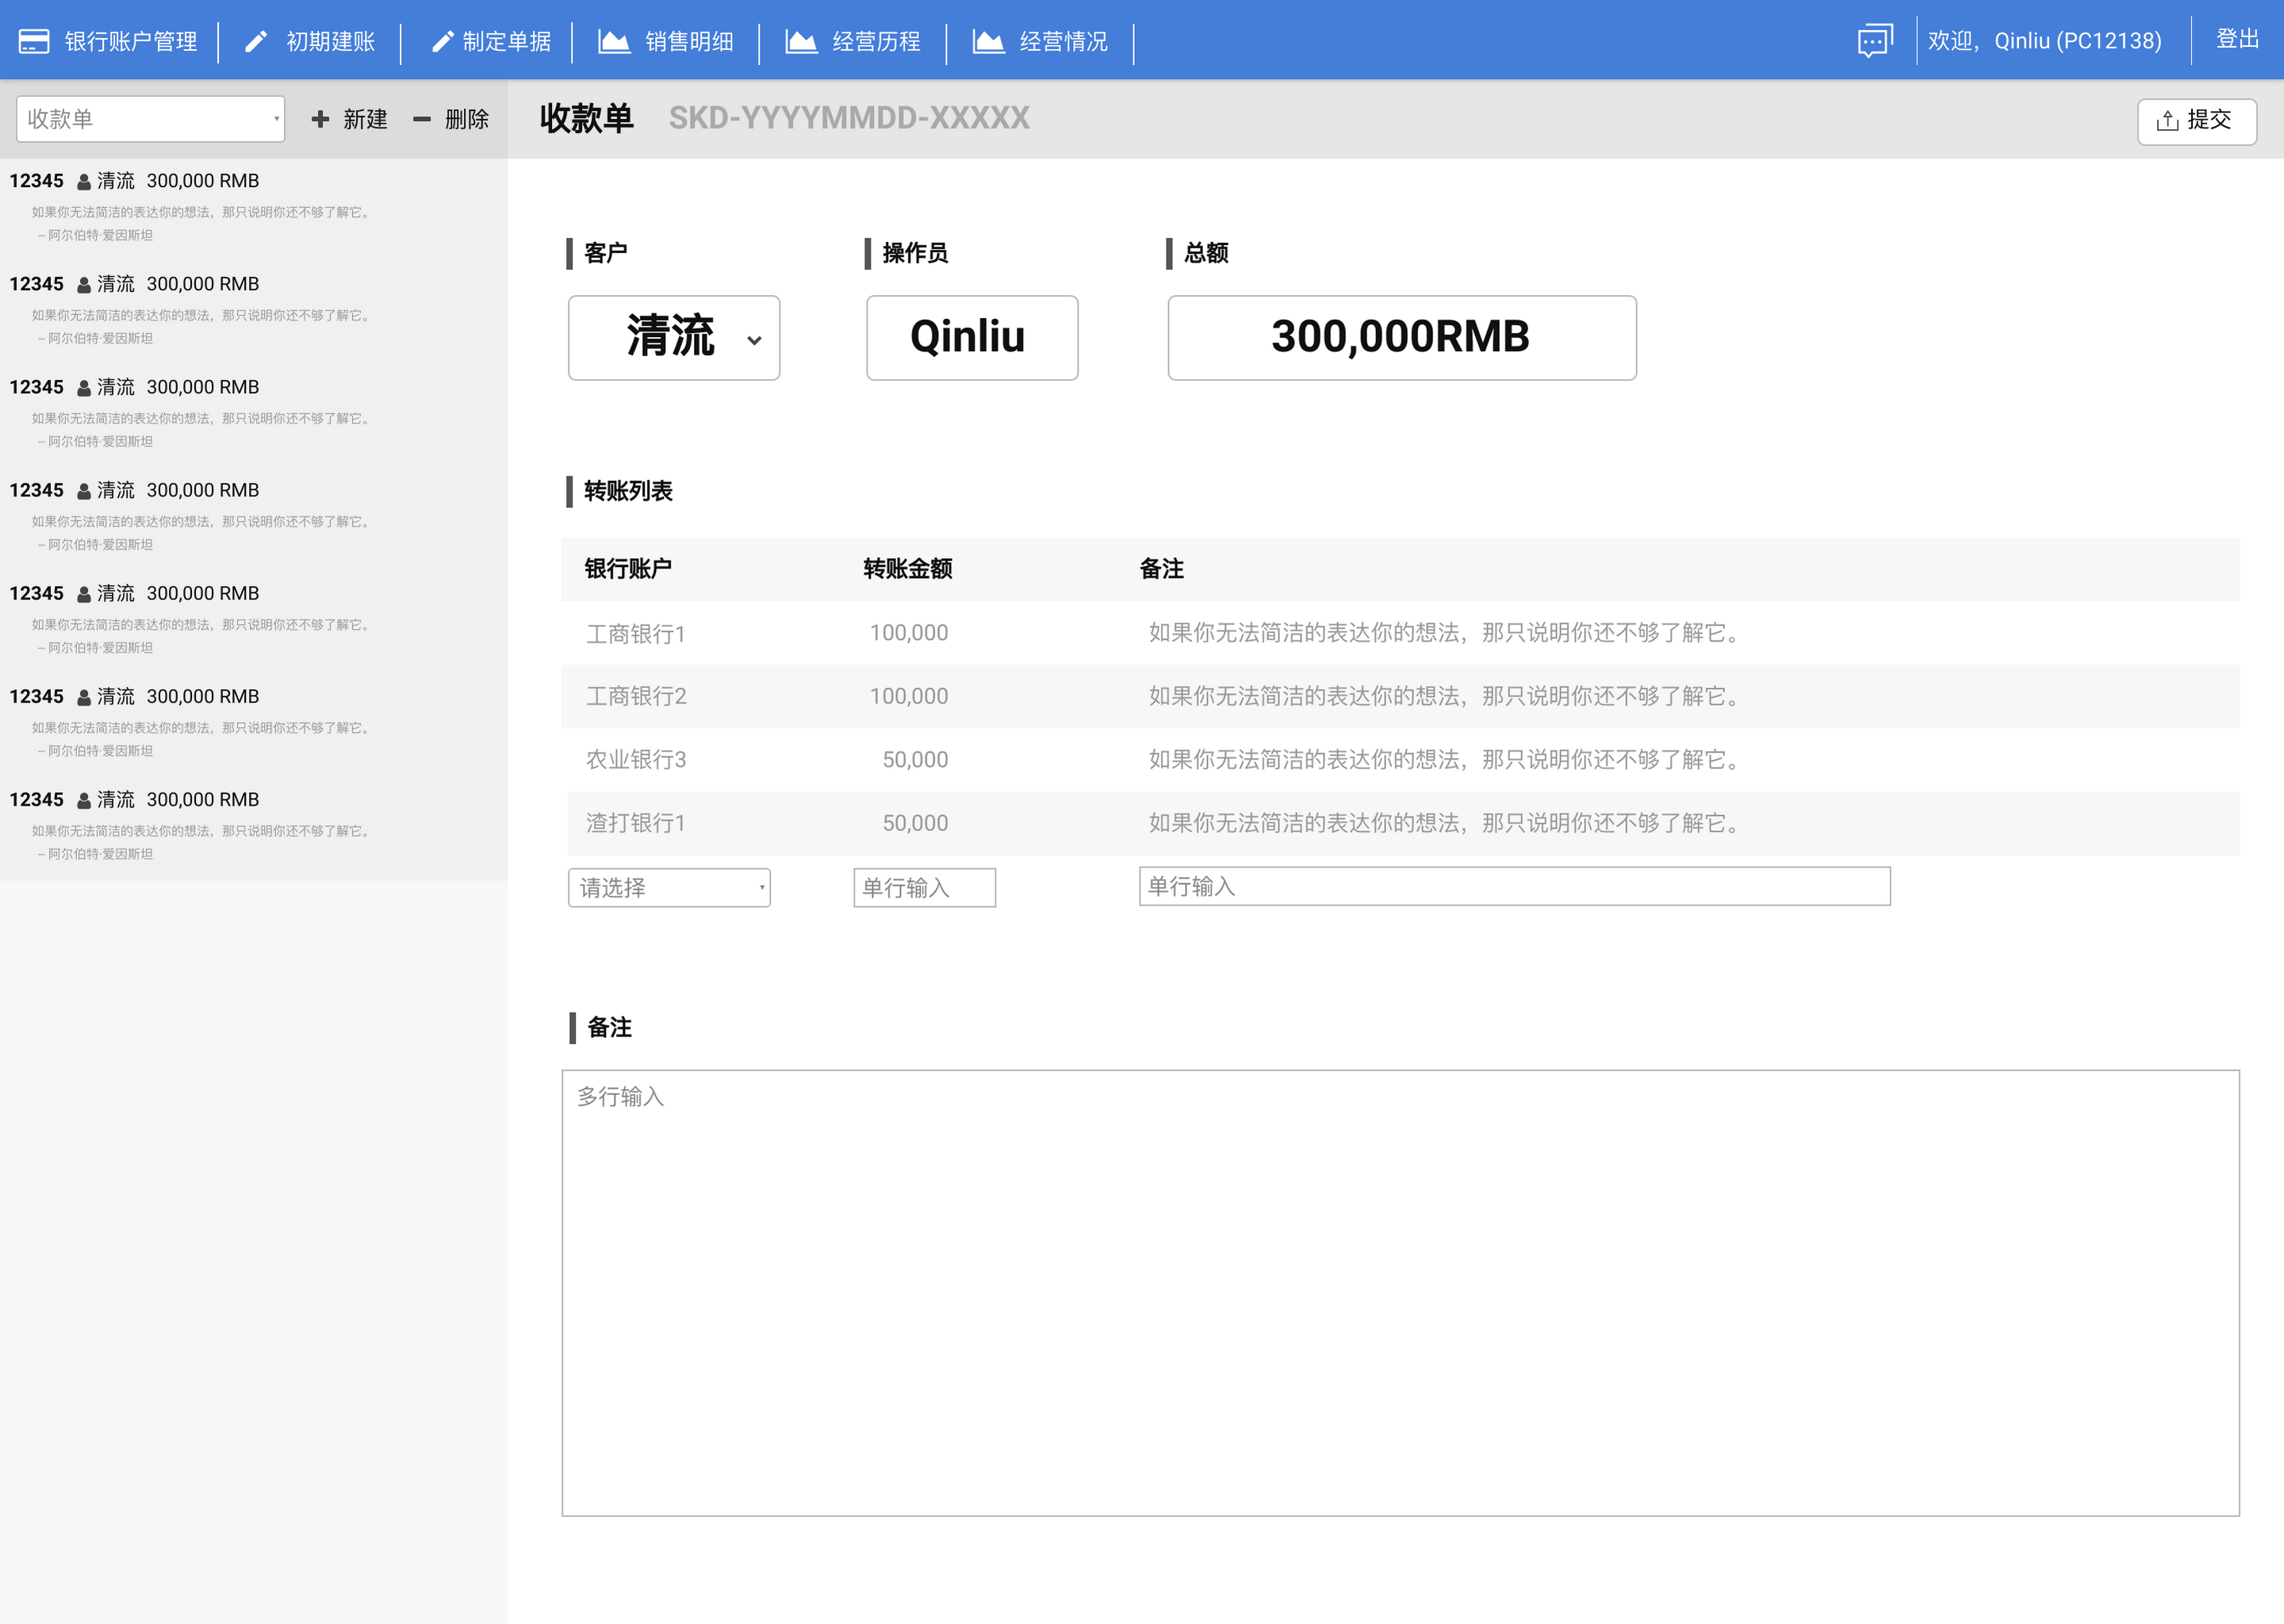 银行账户管理 初期建账 制定单据 销售明细 经营历程 经营情况 欢迎，Qinliu (PC12138) 登出
收款单 新建 删除 收款单 SKD-YYYYMMDD-XXXXX 提交
12345 清流 300,000 RMB
如果你无法简洁的表达你的想法，那只说明你还不够了解它。
– 阿尔伯特·爱因斯坦
12345 清流 300,000 RMB
如果你无法简洁的表达你的想法，那只说明你还不够了解它。
– 阿尔伯特·爱因斯坦
12345 清流 300,000 RMB
如果你无法简洁的表达你的想法，那只说明你还不够了解它。
– 阿尔伯特·爱因斯坦
12345 清流 300,000 RMB
如果你无法简洁的表达你的想法，那只说明你还不够了解它。
– 阿尔伯特·爱因斯坦
12345 清流 300,000 RMB
如果你无法简洁的表达你的想法，那只说明你还不够了解它。
– 阿尔伯特·爱因斯坦
12345 清流 300,000 RMB
如果你无法简洁的表达你的想法，那只说明你还不够了解它。
– 阿尔伯特·爱因斯坦
12345 清流 300,000 RMB
如果你无法简洁的表达你的想法，那只说明你还不够了解它。
– 阿尔伯特·爱因斯坦
客户 操作员 总额
清流 Qinliu 300,000RMB
转账列表
银行账户 转账金额 备注
工商银行1 100,000 如果你无法简洁的表达你的想法，那只说明你还不够了解它。
工商银行2 100,000 如果你无法简洁的表达你的想法，那只说明你还不够了解它。
农业银行3 50,000 如果你无法简洁的表达你的想法，那只说明你还不够了解它。
渣打银行1 50,000 如果你无法简洁的表达你的想法，那只说明你还不够了解它。
请选择 单行输入 单行输入
备注
多行输入